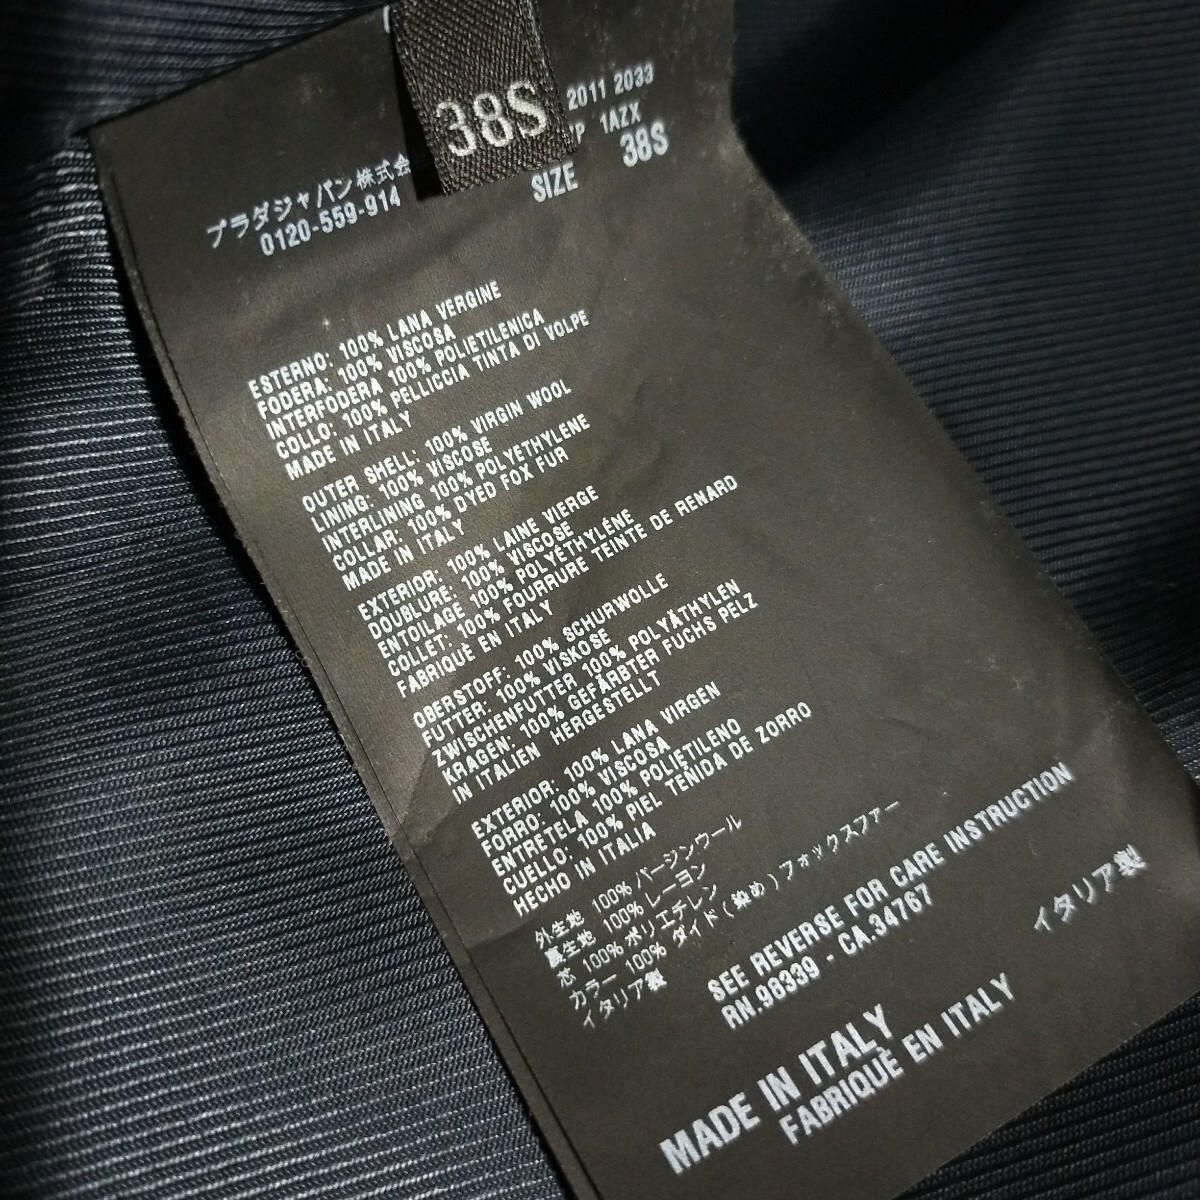 38S
2011 2033
1AZX
SIZE 38S
プラダジャパン株式会
0120-559-914
ESTERNO: 100% LANA VERGINE
FODERA: 100% VISCOSA
INTERFODERA 100% POLIETILENICA
COLLO: 100% PELLICCIA TINTA DI VOLPE
MADE IN ITALY
OUTER SHELL: 100% VIRGIN WOOL
LINING: 100% VISCOSE
INTERLINING 100% POLYETHYLENE
COLLAR: 100% DYED FOX FUR
MADE IN ITALY
EXTERIOR: 100% LAINE VIERGE
DOUBLURE: 100% VISCOSE
ENTOILAGE 100% POLYÉTHYLÉNE
COLLET: 100% FOURRURE TEINTE DE RENARD
FABRIQUÉ EN ITALY
OBERSTOFF: 100% SCHURWOLLE
FUTTER: 100% VISKOSE
ZWISCHENFUTTER 100% POLYÄTHYLEN
KRAGEN: 100% GEFÄRBTER FUCHS PELZ
IN ITALIEN HERGESTELLT
EXTERIOR: 100% LANA VIRGEN
FORRO: 100% VISCOSA
ENTRETELA 100% POLIETILENO
CUELLO: 100% PIEL TEÑIDA DE ZORRO
HECHO IN ITALIA
外生地 100% バージンウール
裏生地 100% レーヨン
芯 100% ポリエチレン
カラー 100% ダイド(染め)フォックスファー
イタリア製
SEE REVERSE FOR CARE INSTRUCTION
RN.98339 - CA.34767
イタリア製
MADE IN ITALY
FABRIQUÉ EN ITALY